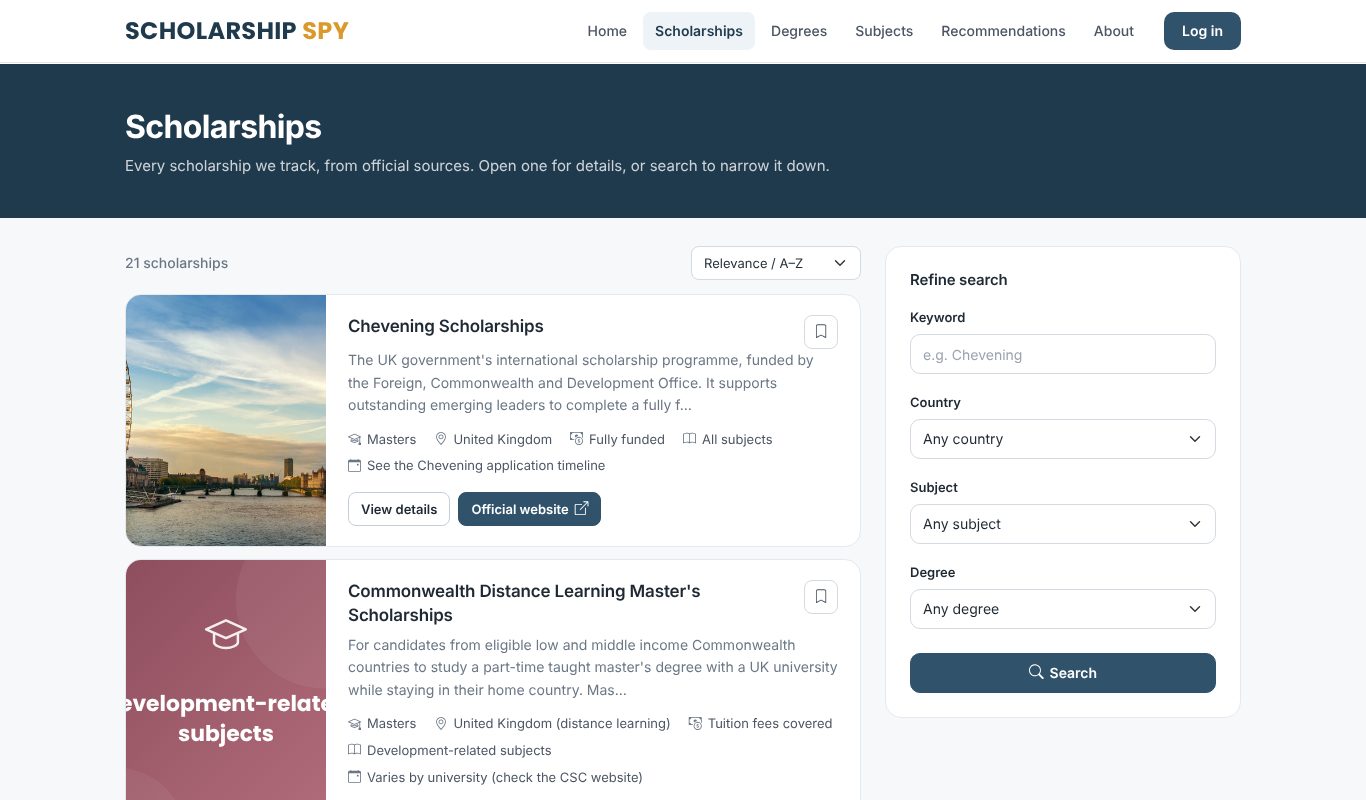 SCHOLARSHIP SPY
Home
Scholarships
Degrees
Subjects
Recommendations
About
Log in
Scholarships
Every scholarship we track, from official sources. Open one for details, or search to narrow it down.
21 scholarships
Relevance / A–Z
Chevening Scholarships
The UK government's international scholarship programme, funded by
the Foreign, Commonwealth and Development Office. It supports
outstanding emerging leaders to complete a fully f...
Masters
United Kingdom
Fully funded
All subjects
See the Chevening application timeline
View details
Official website
evelopment-relate
subjects
Commonwealth Distance Learning Master's
Scholarships
For candidates from eligible low and middle income Commonwealth
countries to study a part-time taught master's degree with a UK university
while staying in their home country. Mas...
Masters
United Kingdom (distance learning)
Tuition fees covered
Development-related subjects
Varies by university (check the CSC website)
Refine search
Keyword
e.g. Chevening
Country
Any country
Subject
Any subject
Degree
Any degree
Search